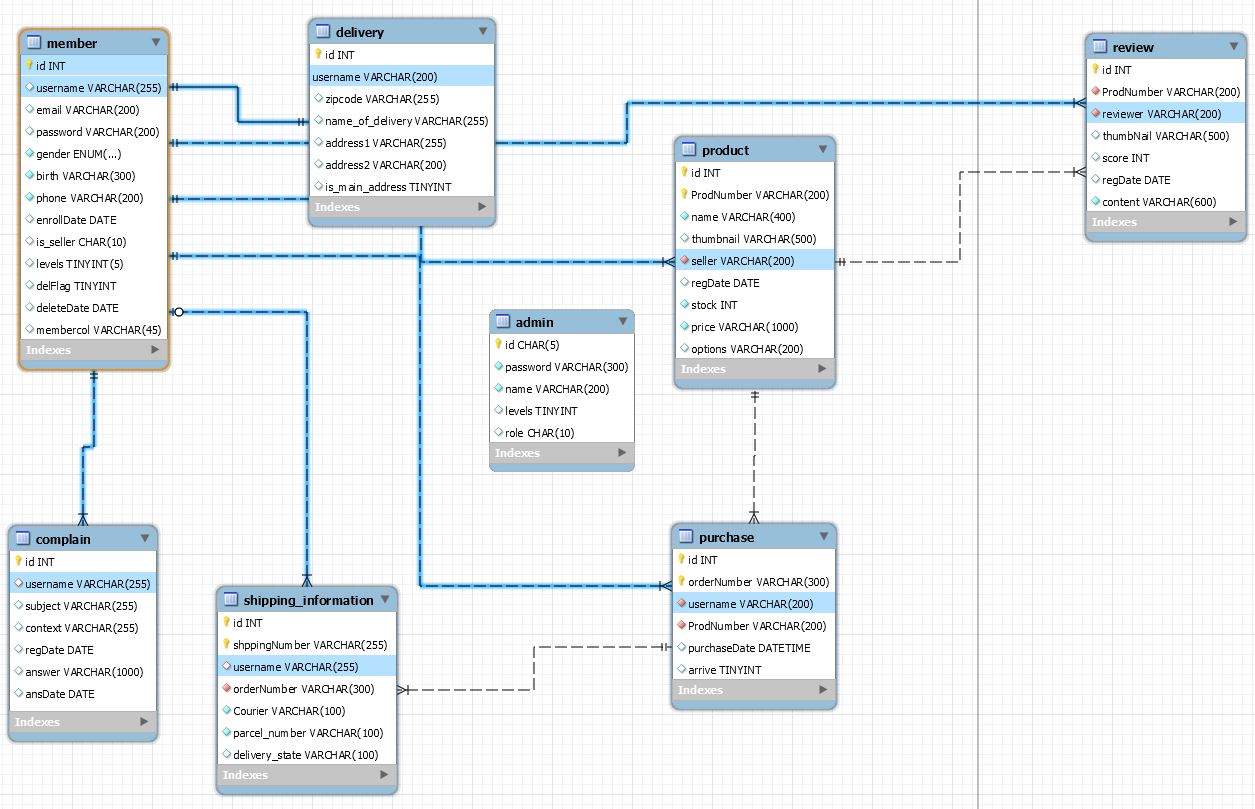 member
id INT
username VARCHAR(255)
email VARCHAR(200)
password VARCHAR(200)
gender ENUM(...)
birth VARCHAR(300)
phone VARCHAR(200)
enrollDate DATE
is_seller CHAR(10)
levels TINYINT(5)
delFlag TINYINT
deleteDate DATE
membercol VARCHAR(45)
Indexes
delivery
id INT
username VARCHAR(200)
zipcode VARCHAR(255)
name_of_delivery VARCHAR(255)
address1 VARCHAR(255)
address2 VARCHAR(200)
is_main_address TINYINT
Indexes
review
id INT
ProdNumber VARCHAR(200)
reviewer VARCHAR(200)
thumbNail VARCHAR(500)
score INT
regDate DATE
content VARCHAR(600)
Indexes
product
id INT
ProdNumber VARCHAR(200)
name VARCHAR(400)
thumbnail VARCHAR(500)
seller VARCHAR(200)
regDate DATE
stock INT
price VARCHAR(1000)
options VARCHAR(200)
Indexes
admin
id CHAR(5)
password VARCHAR(300)
name VARCHAR(200)
levels TINYINT
role CHAR(10)
Indexes
complain
id INT
username VARCHAR(255)
subject VARCHAR(255)
context VARCHAR(255)
regDate DATE
answer VARCHAR(1000)
ansDate DATE
Indexes
shipping_information
id INT
shppingNumber VARCHAR(255)
username VARCHAR(255)
orderNumber VARCHAR(300)
Courier VARCHAR(100)
parcel_number VARCHAR(100)
delivery_state VARCHAR(100)
Indexes
purchase
id INT
orderNumber VARCHAR(300)
username VARCHAR(200)
ProdNumber VARCHAR(200)
purchaseDate DATETIME
arrive TINYINT
Indexes